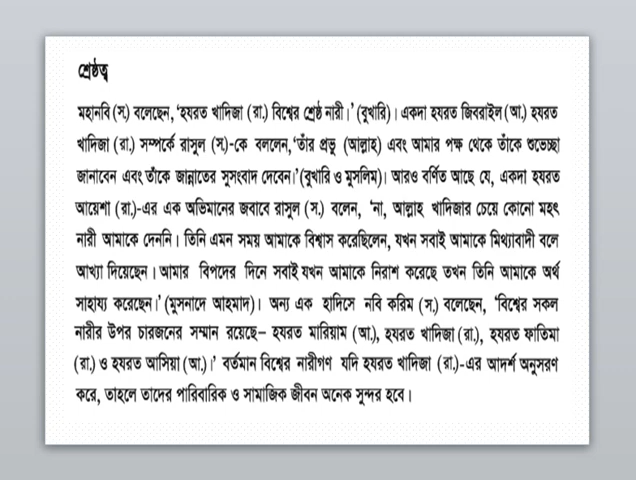 শ্রেষ্ঠত্ব
মহানবি (স.) বলেছেন, ‘হযরত খাদিজা (রা.) বিশ্বের শ্রেষ্ঠ নারী।’ (বুখারি)। একদা হযরত জিবরাইল (আ.) হযরত
খাদিজা (রা.) সম্পর্কে রাসুল (স.)-কে বললেন, ‘তাঁর প্রভু (আল্লাহ) এবং আমার পক্ষ থেকে তাঁকে শুভেচ্ছা
জানাবেন এবং তাঁকে জান্নাতের সুসংবাদ দেবেন।’ (বুখারি ও মুসলিম)। আরও বর্ণিত আছে যে, একদা হযরত
আয়েশা (রা.)-এর এক অভিমানের জবাবে রাসুল (স.) বলেন, ‘না, আল্লাহ খাদিজার চেয়ে কোনো মহৎ
নারী আমাকে দেননি। তিনি এমন সময় আমাকে বিশ্বাস করেছিলেন, যখন সবাই আমাকে মিথ্যাবাদী বলে
আখ্যা দিয়েছেন। আমার বিপদের দিনে সবাই যখন আমাকে নিরাশ করেছে তখন তিনি আমাকে অর্থ
সাহায্য করেছেন।’ (মুসনাদে আহমাদ)। অন্য এক হাদিসে নবি করিম (স.) বলেছেন, ‘বিশ্বের সকল
নারীর উপর চারজনের সম্মান রয়েছে– হযরত মারিয়াম (আ.), হযরত খাদিজা (রা.), হযরত ফাতিমা
(রা.) ও হযরত আসিয়া (আ.)।’ বর্তমান বিশ্বের নারীগণ যদি হযরত খাদিজা (রা.)-এর আদর্শ অনুসরণ
করে, তাহলে তাদের পারিবারিক ও সামাজিক জীবন অনেক সুন্দর হবে।